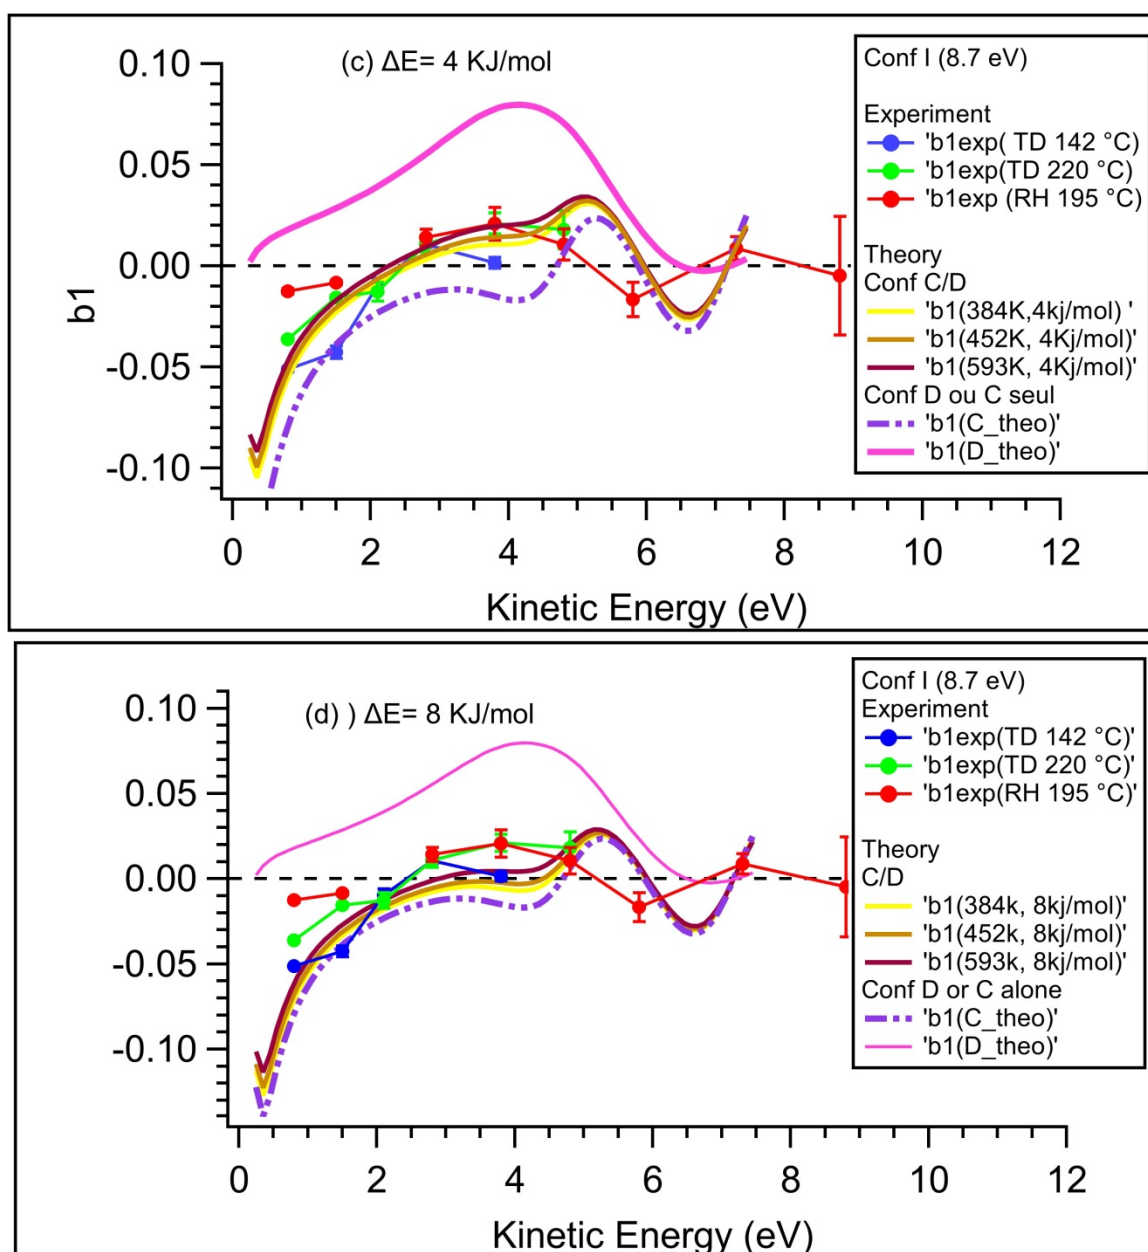 (c) ΔE= 4 KJ/mol
0.10
0.05
0.00
-0.05
-0.10
b1
0 2 4 6 8 10 12
Kinetic Energy (eV)
Conf I (8.7 eV)
Experiment
'b1exp( TD 142 °C)
'b1exp(TD 220 °C)
'b1exp (RH 195 °C)
Theory
Conf C/D
'b1(384K,4kj/mol) '
'b1(452K, 4Kj/mol)'
'b1(593K, 4Kj/mol)'
Conf D ou C seul
'b1(C_theo)'
'b1(D_theo)'
(d) ) ΔE= 8 KJ/mol
0.10
0.05
0.00
-0.05
-0.10
0 2 4 6 8 10 12
Kinetic Energy (eV)
Conf I (8.7 eV)
Experiment
'b1exp(TD 142 °C)'
'b1exp(TD 220 °C)'
'b1exp(RH 195 °C)'
Theory
C/D
'b1(384k, 8kj/mol)'
'b1(452k, 8kj/mol)'
'b1(593k, 8kj/mol)'
Conf D or C alone
'b1(C_theo)'
'b1(D_theo)'